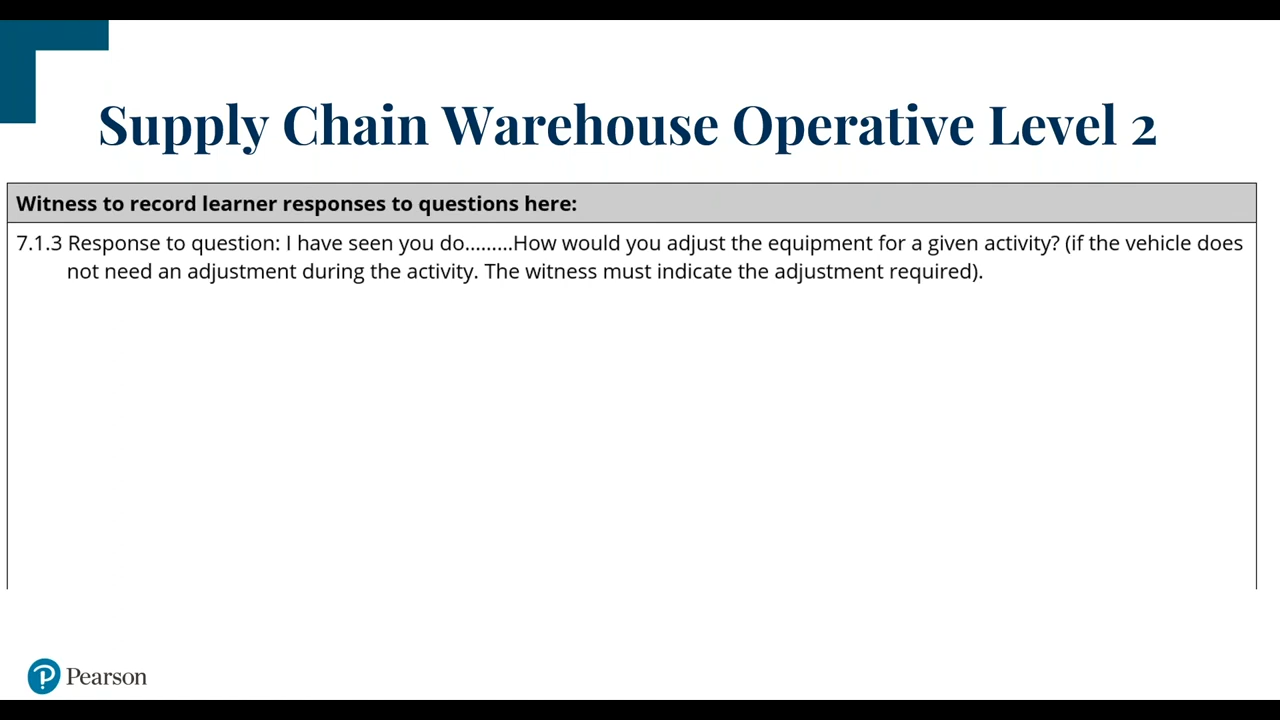 Supply Chain Warehouse Operative Level 2
Witness to record learner responses to questions here:
7.1.3 Response to question: I have seen you do.........How would you adjust the equipment for a given activity? (if the vehicle does
not need an adjustment during the activity. The witness must indicate the adjustment required).
Pearson